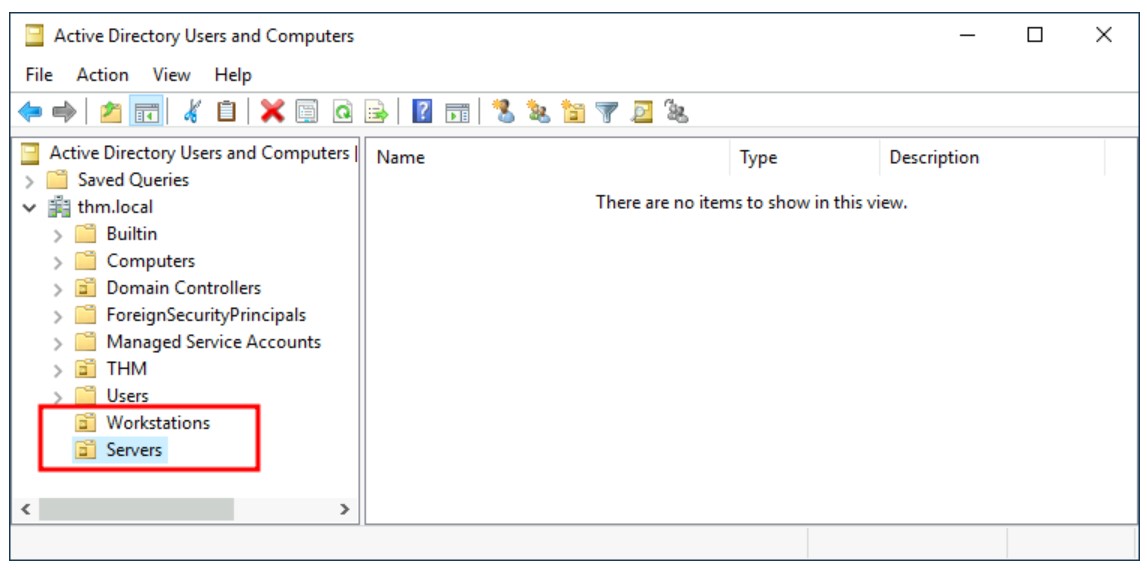 Active Directory Users and Computers
File Action View Help
Active Directory Users and Computers [
Saved Queries
thm.local
Builtin
Computers
Domain Controllers
ForeignSecurityPrincipals
Managed Service Accounts
THM
Users
Workstations
Servers
Name Type Description
There are no items to show in this view.